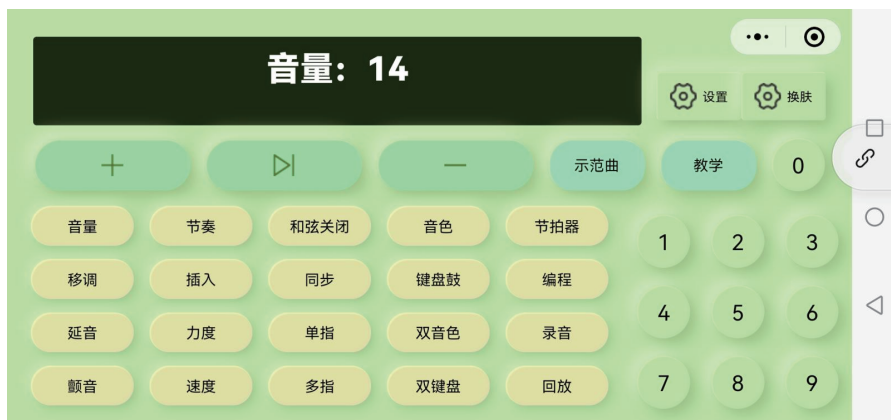 音量：14
设置 换肤
示范曲 教学 0
音量 节奏 和弦关闭 音色 节拍器
1 2 3
移调 插入 同步 键盘鼓 编程
4 5 6
延音 力度 单指 双音色 录音
颤音 速度 多指 双键盘 回放
7 8 9